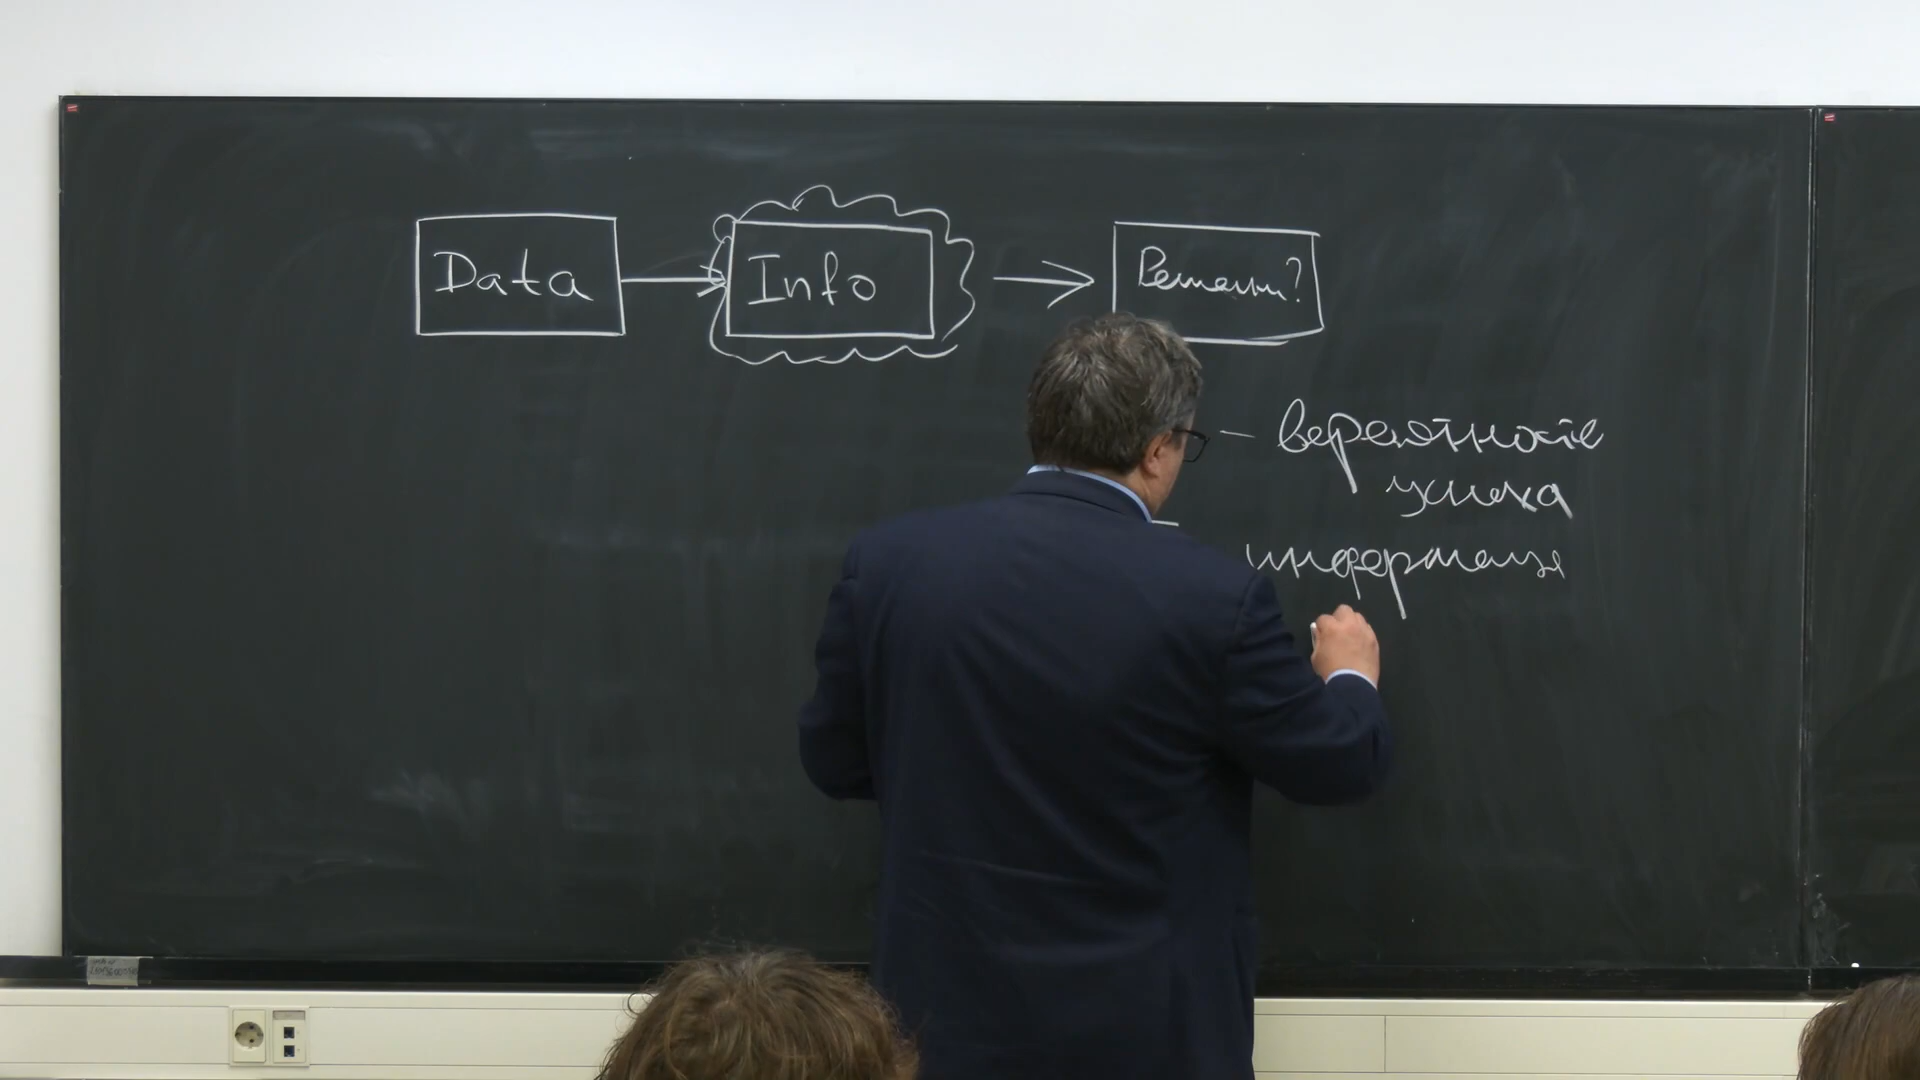 Data
Info
Решения?
– вероятность
успеха
– информация